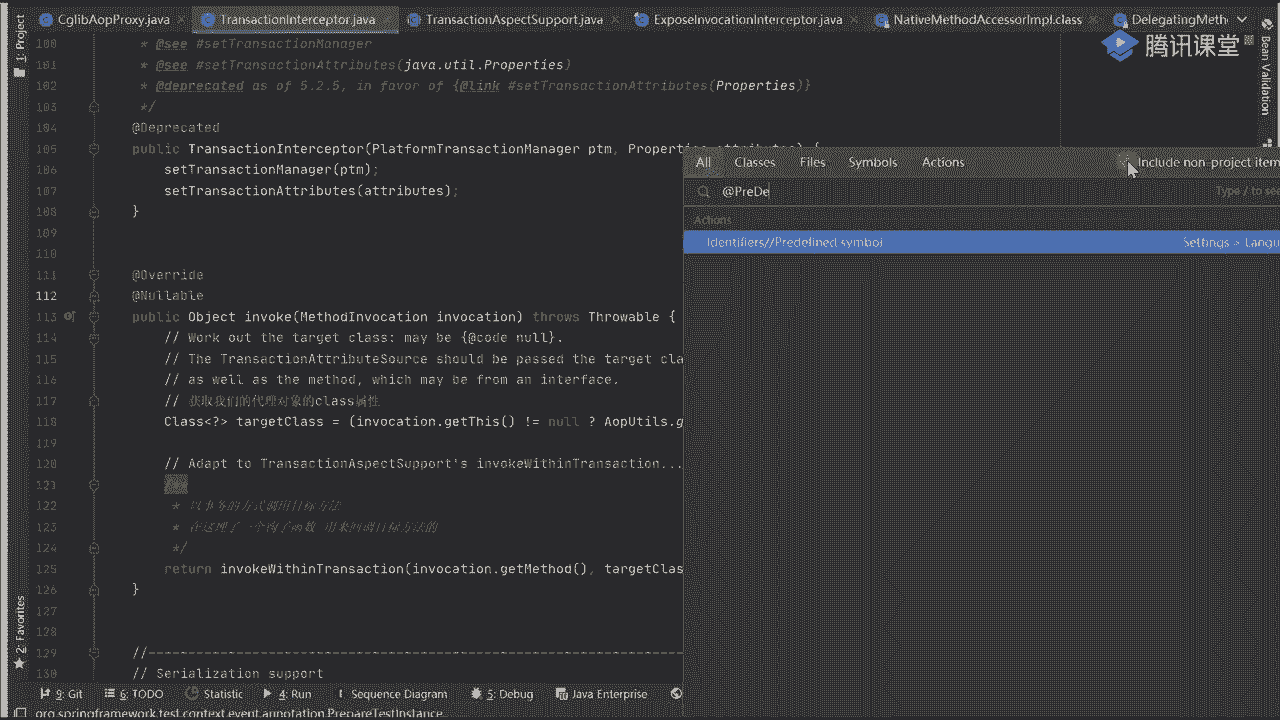 CglibAopProxy.java
TransactionInterceptor.java
TransactionAspectSupport.java
ExposeInvocationInterceptor.java
NativeMethodAccessorImpl.class
DelegatingMeth
腾讯课堂
1: Project
Bean Validation
100 * @see #setTransactionManager
101 * @see #setTransactionAttributes(java.util.Properties)
102 * @deprecated as of 5.2.5, in favor of {@link #setTransactionAttributes(Properties)}
103 */
104 @Deprecated
105 public TransactionInterceptor(PlatformTransactionManager ptm, Properties attributes) {
106 setTransactionManager(ptm);
107 setTransactionAttributes(attributes);
108 }
109
110
111 @Override
112 @Nullable
113 public Object invoke(MethodInvocation invocation) throws Throwable {
114 // Work out the target class: may be {@code null}.
115 // The TransactionAttributeSource should be passed the target cla
116 // as well as the method, which may be from an interface.
117 // 获取我们的代理对象的class属性
118 Class<?> targetClass = (invocation.getThis() != null ? AopUtils.g
119
120 // Adapt to TransactionAspectSupport's invokeWithinTransaction...
121 /**
122 * 以事务的方式调用目标方法
123 * 在这埋了一个钩子函数 用来回调目标方法的
124 */
125 return invokeWithinTransaction(invocation.getMethod(), targetClas
126 }
127
128
129 //---------------------------------------------------------------------
130 // Serialization support
All Classes Files Symbols Actions Include non-project item
@PreDe Type / to see
Actions
Identifiers//Predefined symbol Settings > Langu
2: Favorites
9: Git 6: TODO Statistic 4: Run Sequence Diagram 5: Debug Java Enterprise
org.springframework.test.context.event.annotation.PrepareTestInstance